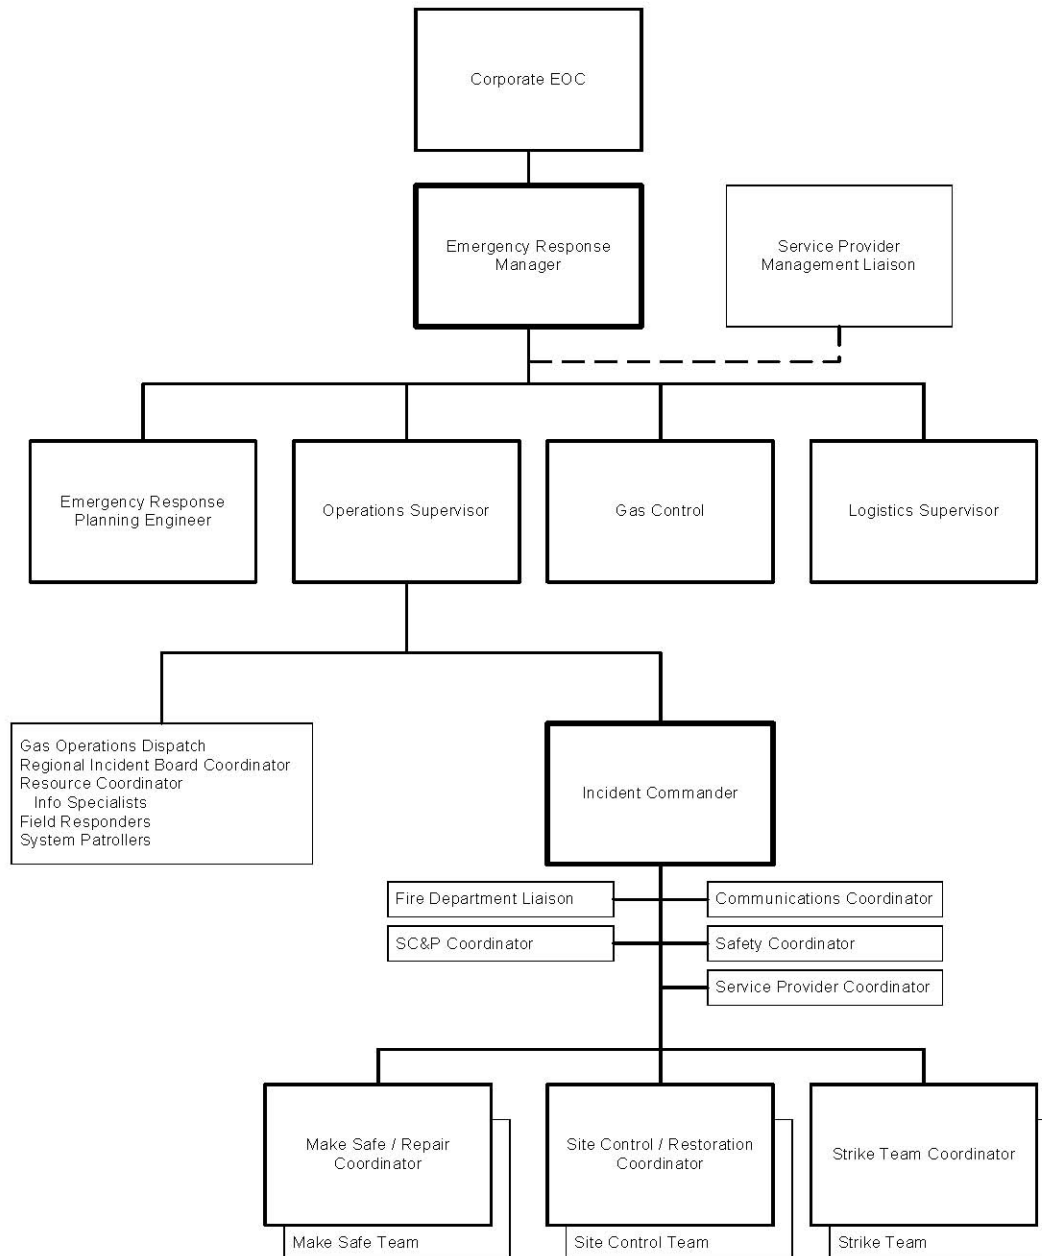 Corporate EOC
Emergency Response
Manager
Service Provider
Management Liaison
Emergency Response
Planning Engineer
Operations Supervisor
Gas Control
Logistics Supervisor
Gas Operations Dispatch
Regional Incident Board Coordinator
Resource Coordinator
Info Specialists
Field Responders
System Patrollers
Incident Commander
Fire Department Liaison
Communications Coordinator
SC&P Coordinator
Safety Coordinator
Service Provider Coordinator
Make Safe / Repair
Coordinator
Site Control / Restoration
Coordinator
Strike Team Coordinator
Make Safe Team
Site Control Team
Strike Team